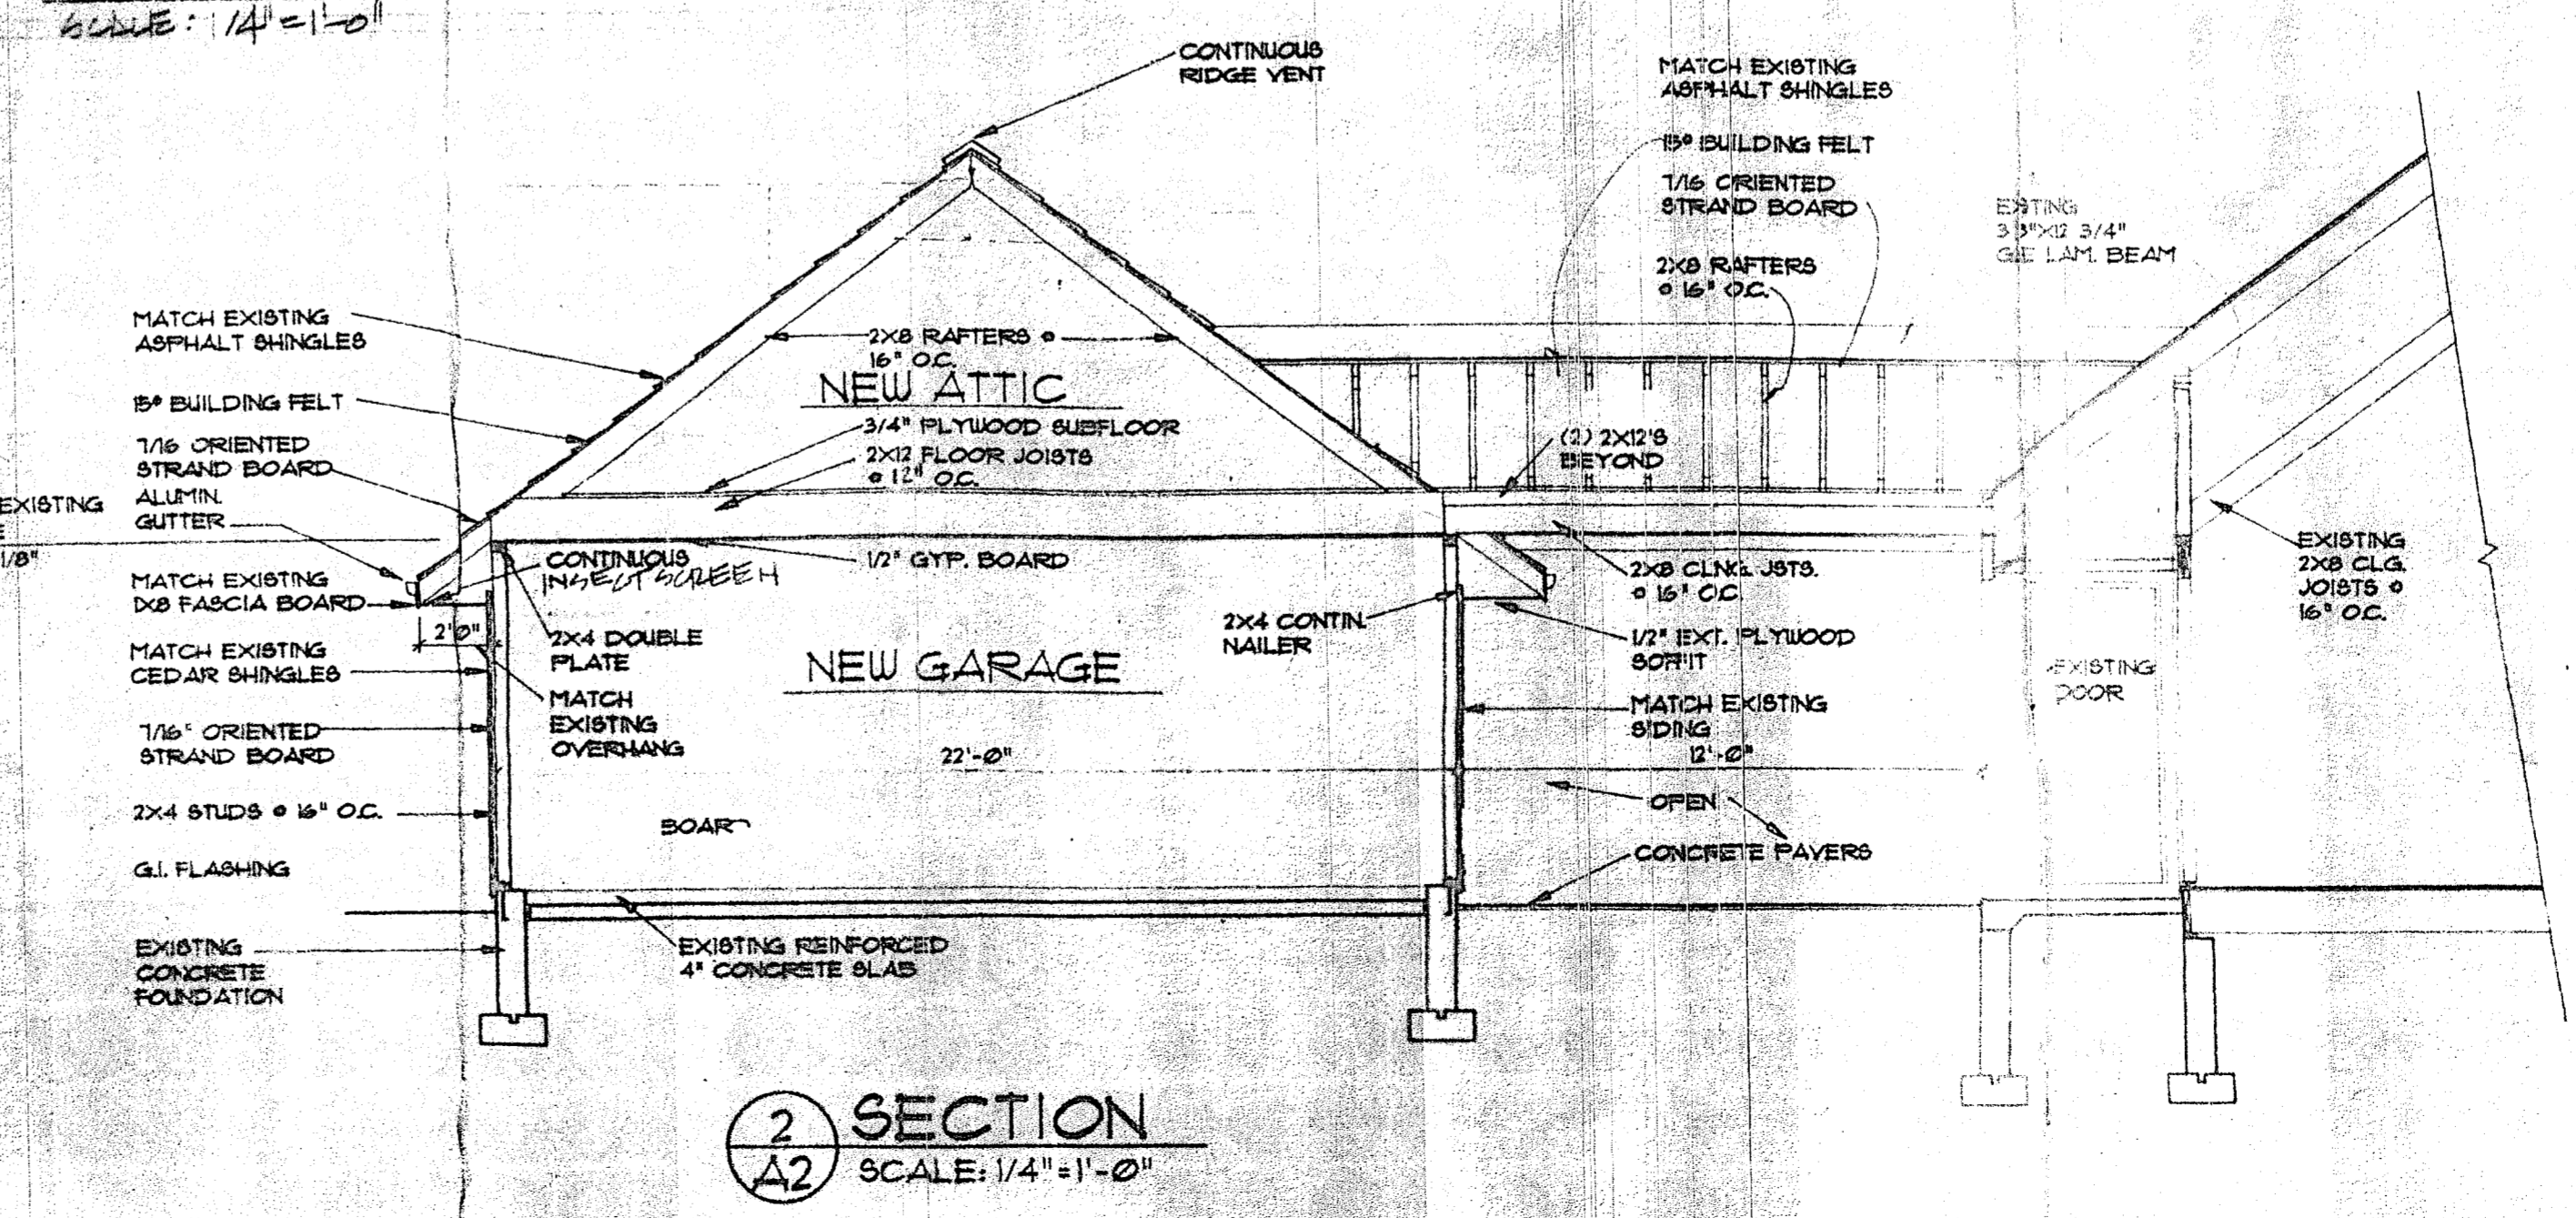 SCALE: 1/4"=1'-0"
CONTINUOUS
RIDGE VENT
MATCH EXISTING
ASPHALT SHINGLES
15# BUILDING FELT
7/16 ORIENTED
STRAND BOARD
2X8 RAFTERS
@ 16" O.C.
3"X12 3/4"
LAM. BEAM
MATCH EXISTING
ASPHALT SHINGLES
15# BUILDING FELT
7/16 ORIENTED
STRAND BOARD
ALUMIN.
GUTTER
EXISTING
1/8"
MATCH EXISTING
1X8 FASCIA BOARD
2'0"
MATCH EXISTING
CEDAR SHINGLES
7/16" ORIENTED
STRAND BOARD
2X4 STUDS @ 16" O.C.
G.I. FLASHING
EXISTING
CONCRETE
FOUNDATION
2X8 RAFTERS @
16" O.C.
NEW ATTIC
3/4" PLYWOOD SUBFLOOR
2X12 FLOOR JOISTS
@ 12" O.C.
CONTINUOUS
INSECT SCREEN
1/2" GYP. BOARD
2X4 DOUBLE
PLATE
MATCH
EXISTING
OVERHANG
NEW GARAGE
22'-0"
BOAR
EXISTING REINFORCED
4" CONCRETE SLAB
2X4 CONTIN.
NAILER
(2) 2X12'S
BEYOND
2X8 CLNG. JSTS.
@ 16" O.C.
1/2" EXT. PLYWOOD
SOFFIT
MATCH EXISTING
SIDING
12'-0"
OPEN
CONCRETE PAVERS
EXISTING
DOOR
EXISTING
2X8 CLG.
JOISTS @
16" O.C.
2
A2
SECTION
SCALE: 1/4"=1'-0"